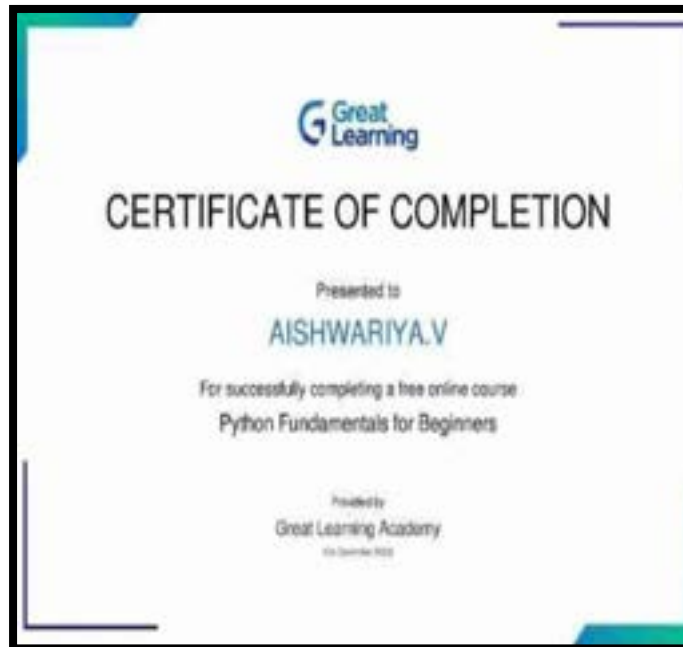 Great
Learning
CERTIFICATE OF COMPLETION
Presented to
AISHWARIYA.V
For successfully completing a free online course
Python Fundamentals for Beginners
Provided by
Great Learning Academy